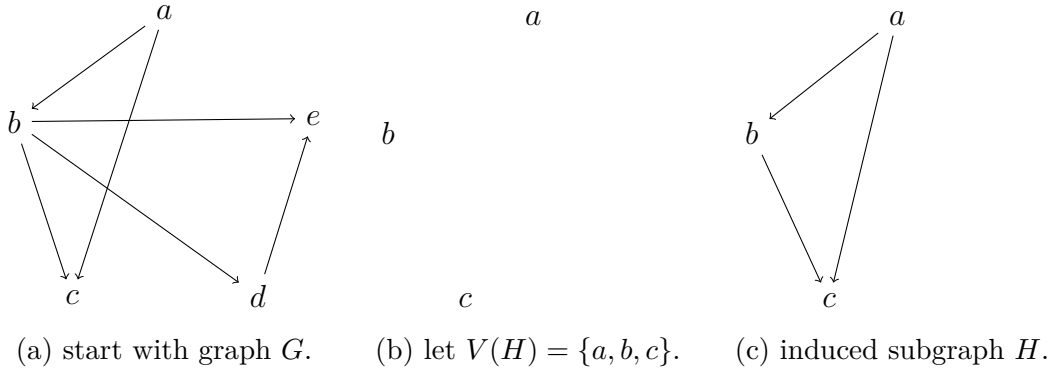 a
b
e
c
d
(a) start with graph G.
a
b
c
(b) let V(H) = {a, b, c}.
a
b
c
(c) induced subgraph H.